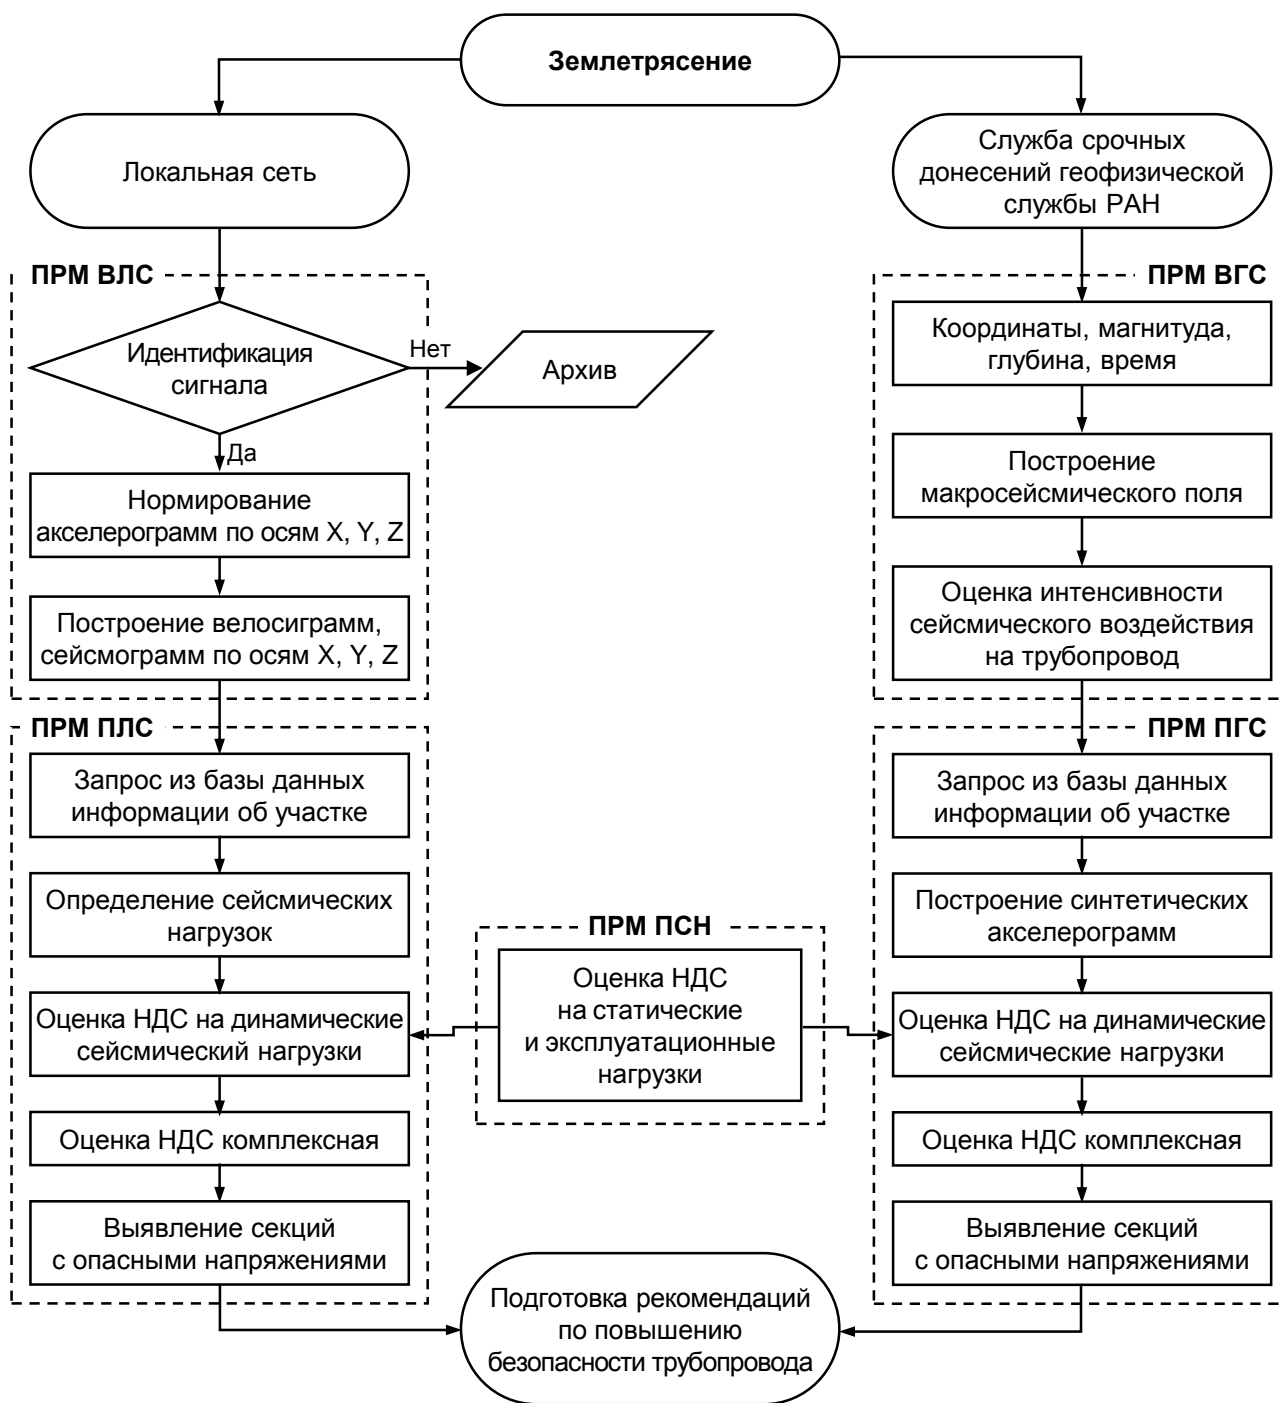 Землетрясение
Локальная сеть
Служба срочных
донесений геофизической
службы РАН
ПРМ ВЛС
Идентификация
сигнала
Нет
Архив
Да
Нормирование
акселерограмм по осям X, Y, Z
Построение велосиграмм,
сейсмограмм по осям X, Y, Z
ПРМ ВГС
Координаты, магнитуда,
глубина, время
Построение
макросейсмического поля
Оценка интенсивности
сейсмического воздействия
на трубопровод
ПРМ ПЛС
Запрос из базы данных
информации об участке
Определение сейсмических
нагрузок
Оценка НДС на динамические
сейсмический нагрузки
Оценка НДС комплексная
Выявление секций
с опасными напряжениями
ПРМ ПСН
Оценка НДС
на статические
и эксплуатационные
нагрузки
ПРМ ПГС
Запрос из базы данных
информации об участке
Построение синтетических
акселерограмм
Оценка НДС на динамические
сейсмические нагрузки
Оценка НДС комплексная
Выявление секций
с опасными напряжениями
Подготовка рекомендаций
по повышению
безопасности трубопровода